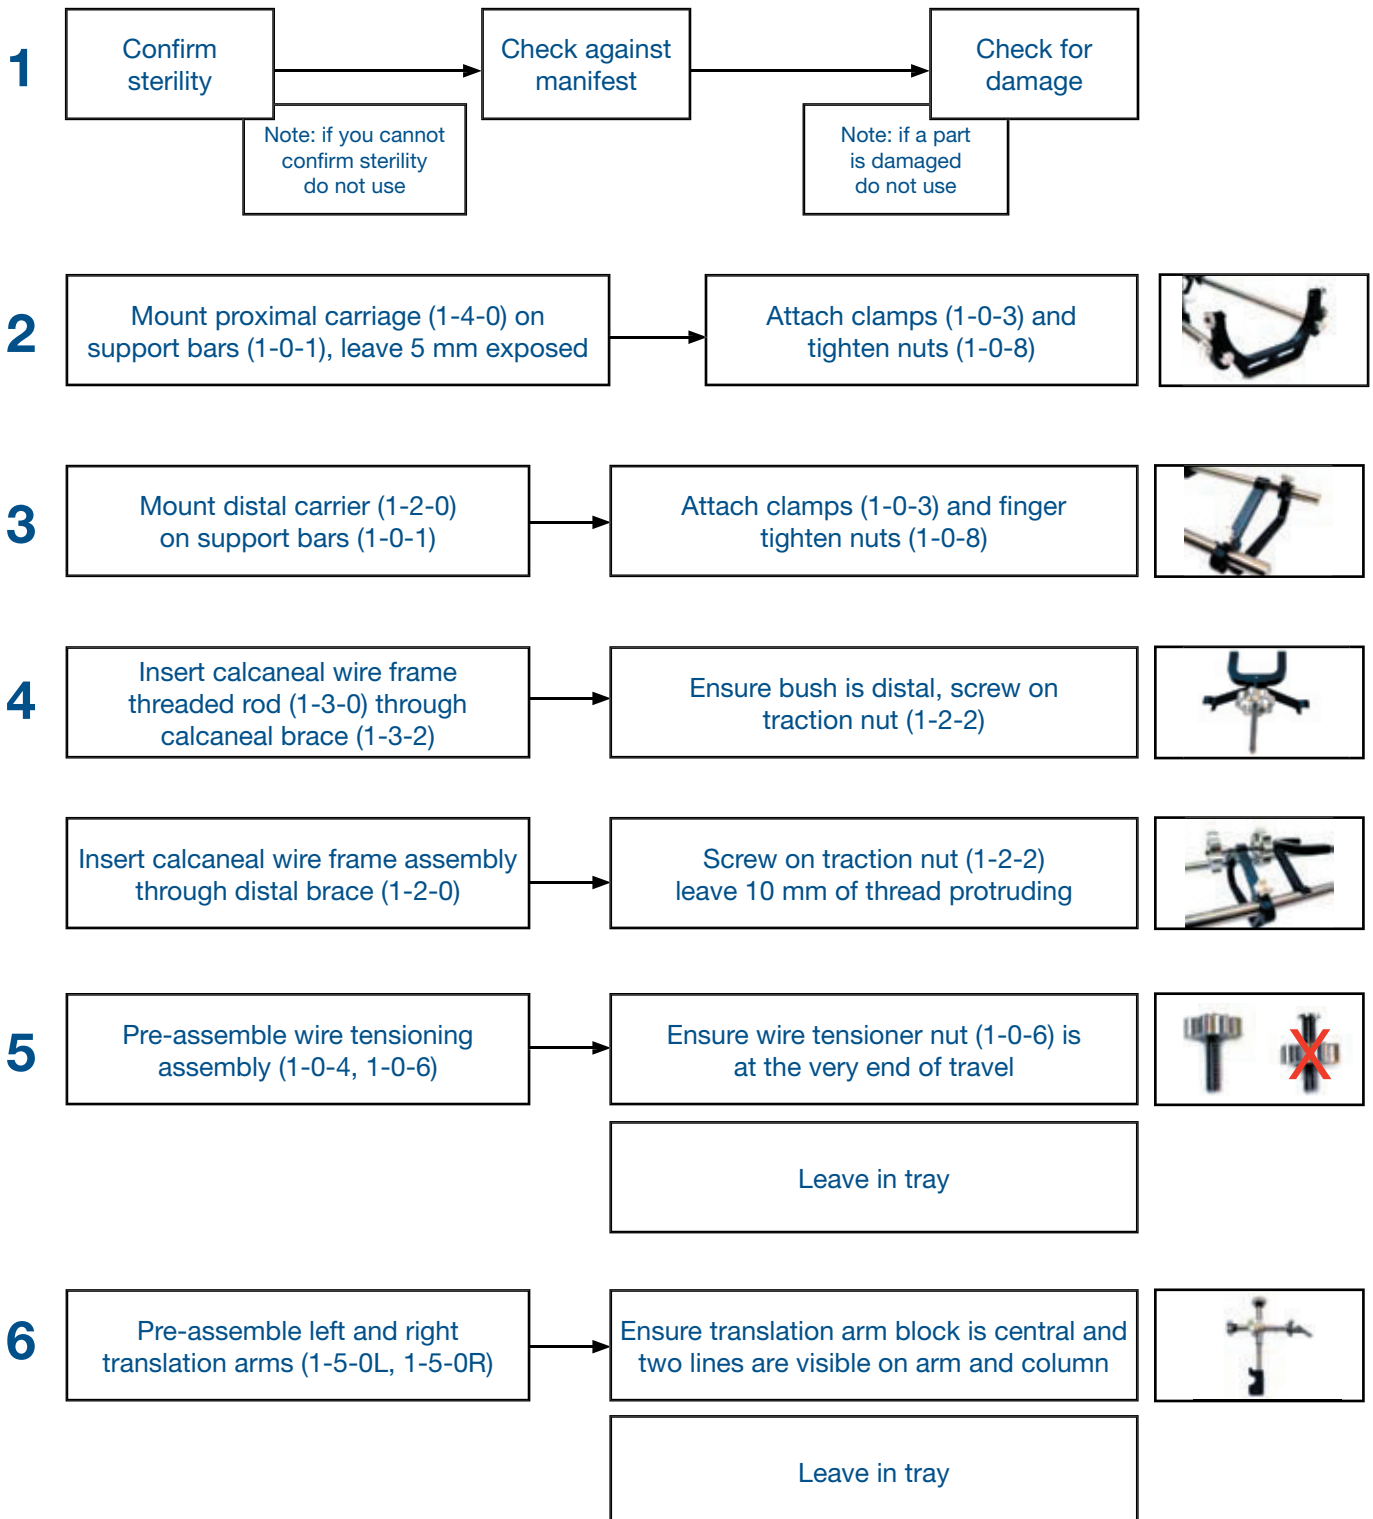 1
Confirm
sterility
Check against
manifest
Check for
damage
Note: if you cannot
confirm sterility
do not use
Note: if a part
is damaged
do not use
2
Mount proximal carriage (1-4-0) on
support bars (1-0-1), leave 5 mm exposed
Attach clamps (1-0-3) and
tighten nuts (1-0-8)
3
Mount distal carrier (1-2-0)
on support bars (1-0-1)
Attach clamps (1-0-3) and finger
tighten nuts (1-0-8)
4
Insert calcaneal wire frame
threaded rod (1-3-0) through
calcaneal brace (1-3-2)
Ensure bush is distal, screw on
traction nut (1-2-2)
Insert calcaneal wire frame assembly
through distal brace (1-2-0)
Screw on traction nut (1-2-2)
leave 10 mm of thread protruding
5
Pre-assemble wire tensioning
assembly (1-0-4, 1-0-6)
Ensure wire tensioner nut (1-0-6) is
at the very end of travel
X
Leave in tray
6
Pre-assemble left and right
translation arms (1-5-0L, 1-5-0R)
Ensure translation arm block is central and
two lines are visible on arm and column
Leave in tray